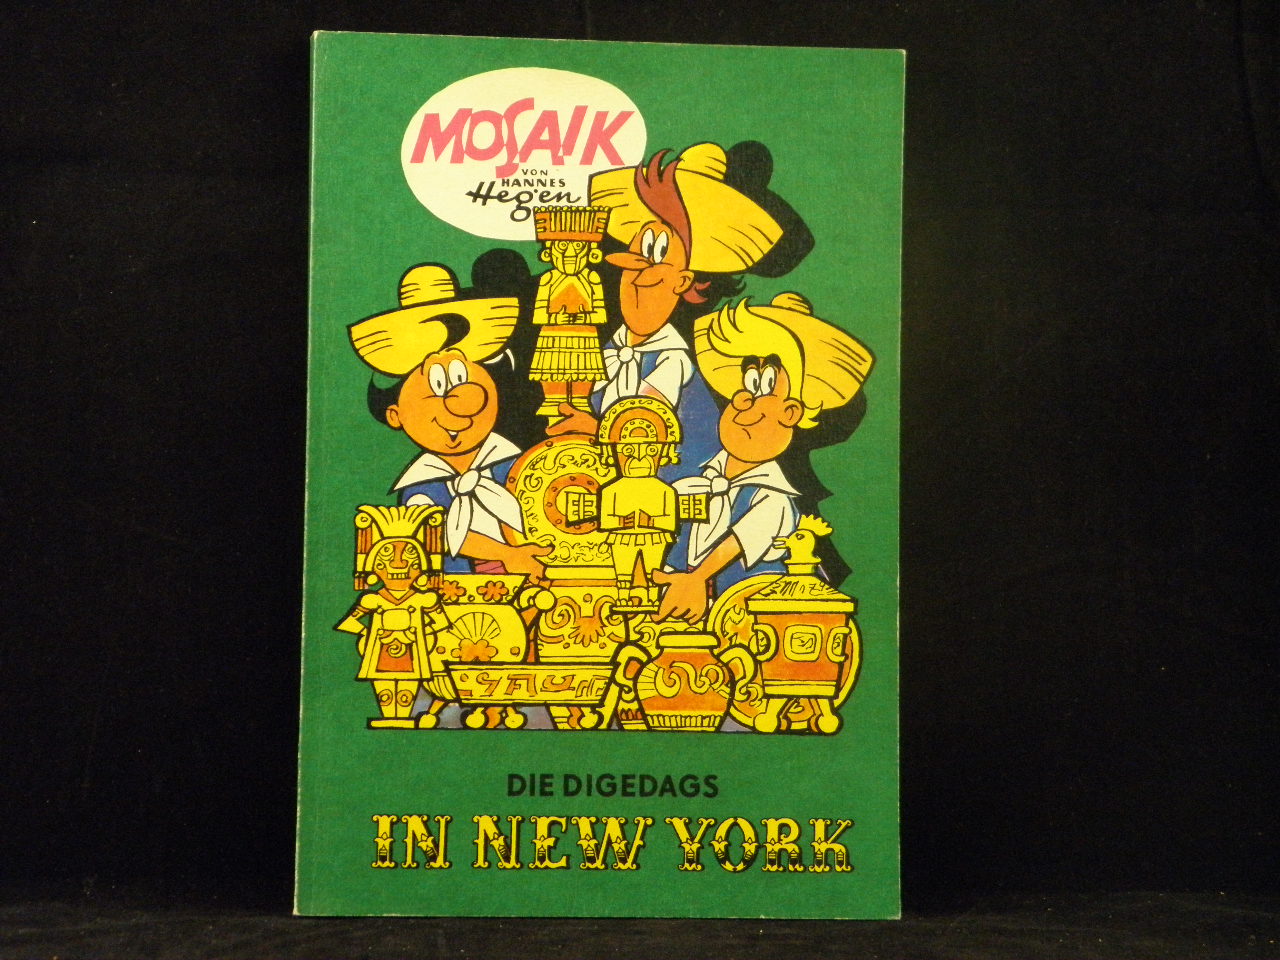 MOSAIK
VON
HANNES
Hegen
DIE DIGEDAGS
IN NEW YORK